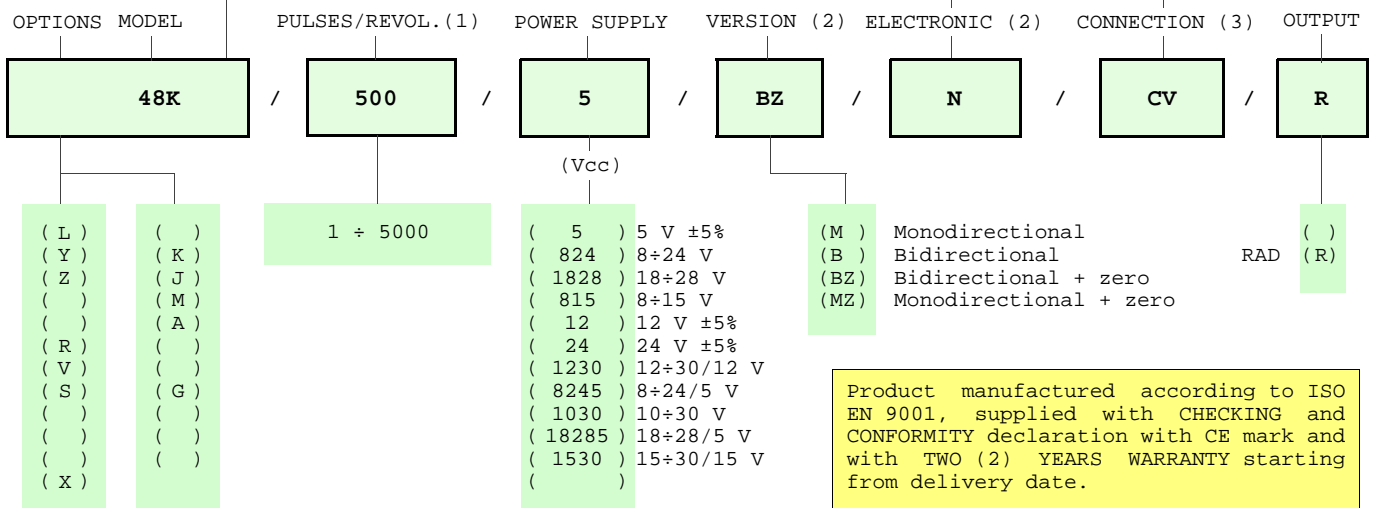 OPTIONS MODEL PULSES/REVOL.(1) POWER SUPPLY VERSION (2) ELECTRONIC (2) CONNECTION (3) OUTPUT
48K / 500 / 5 / BZ / N / CV / R
(Vcc)
( L ) ( ) 1 ÷ 5000 ( 5 ) 5 V ±5% (M ) Monodirectional ( )
( Y ) ( K ) ( 824 ) 8÷24 V (B ) Bidirectional RAD (R)
( Z ) ( J ) ( 1828 ) 18÷28 V (BZ) Bidirectional + zero
( ) ( M ) ( 815 ) 8÷15 V (MZ) Monodirectional + zero
( ) ( A ) ( 12 ) 12 V ±5%
( R ) ( ) ( 24 ) 24 V ±5%
( V ) ( ) ( 1230 ) 12÷30/12 V
( S ) ( G ) ( 8245 ) 8÷24/5 V
( ) ( ) ( 1030 ) 10÷30 V
( ) ( ) ( 18285 ) 18÷28/5 V
( ) ( ) ( 1530 ) 15÷30/15 V
( X ) ( )
Product manufactured according to ISO
EN 9001, supplied with CHECKING and
CONFORMITY declaration with CE mark and
with TWO (2) YEARS WARRANTY starting
from delivery date.